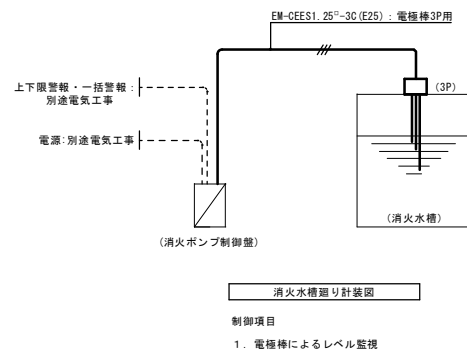 EM-CEES1.25□-3C(E25)：電極棒3P用
上下限警報・一括警報：
別途電気工事
(3P)
電源：別途電気工事
(消火水槽)
(消火ポンプ制御盤)
消火水槽廻り計装図
制御項目
1．電極棒によるレベル監視